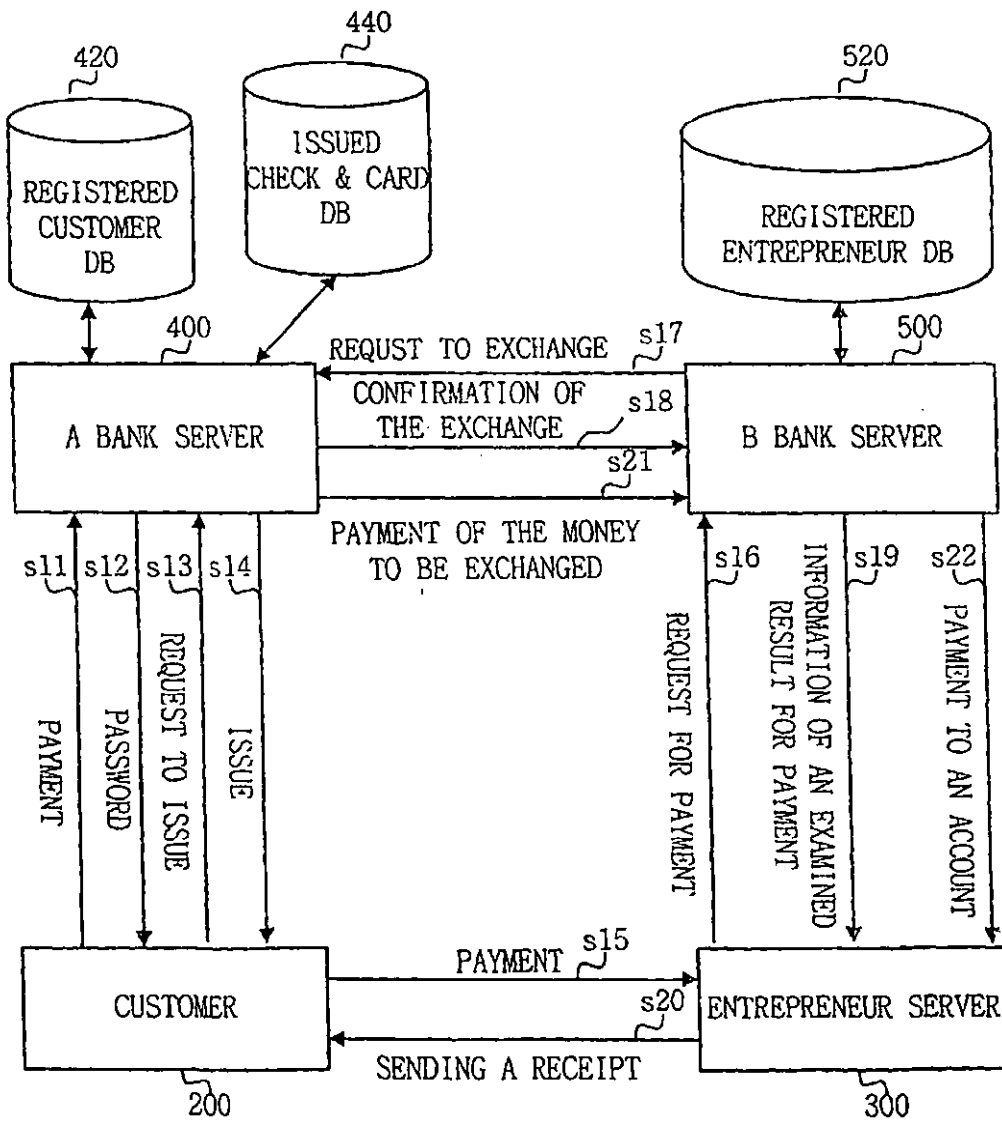 420
440
520
REGISTERED
CUSTOMER
DB
ISSUED
CHECK & CARD
DB
REGISTERED
ENTREPRENEUR DB
400
500
A BANK SERVER
B BANK SERVER
REQUST TO EXCHANGE
s17
CONFIRMATION OF
THE EXCHANGE
s18
s21
PAYMENT OF THE MONEY
TO BE EXCHANGED
s11
s12
s13
s14
s16
s19
s22
PAYMENT
PASSWORD
REQUEST TO ISSUE
ISSUE
REQUEST FOR PAYMENT
INFORMATION OF AN EXAMINED
RESULT FOR PAYMENT
PAYMENT TO AN ACCOUNT
CUSTOMER
PAYMENT
s15
s20
SENDING A RECEIPT
ENTREPRENEUR SERVER
200
300